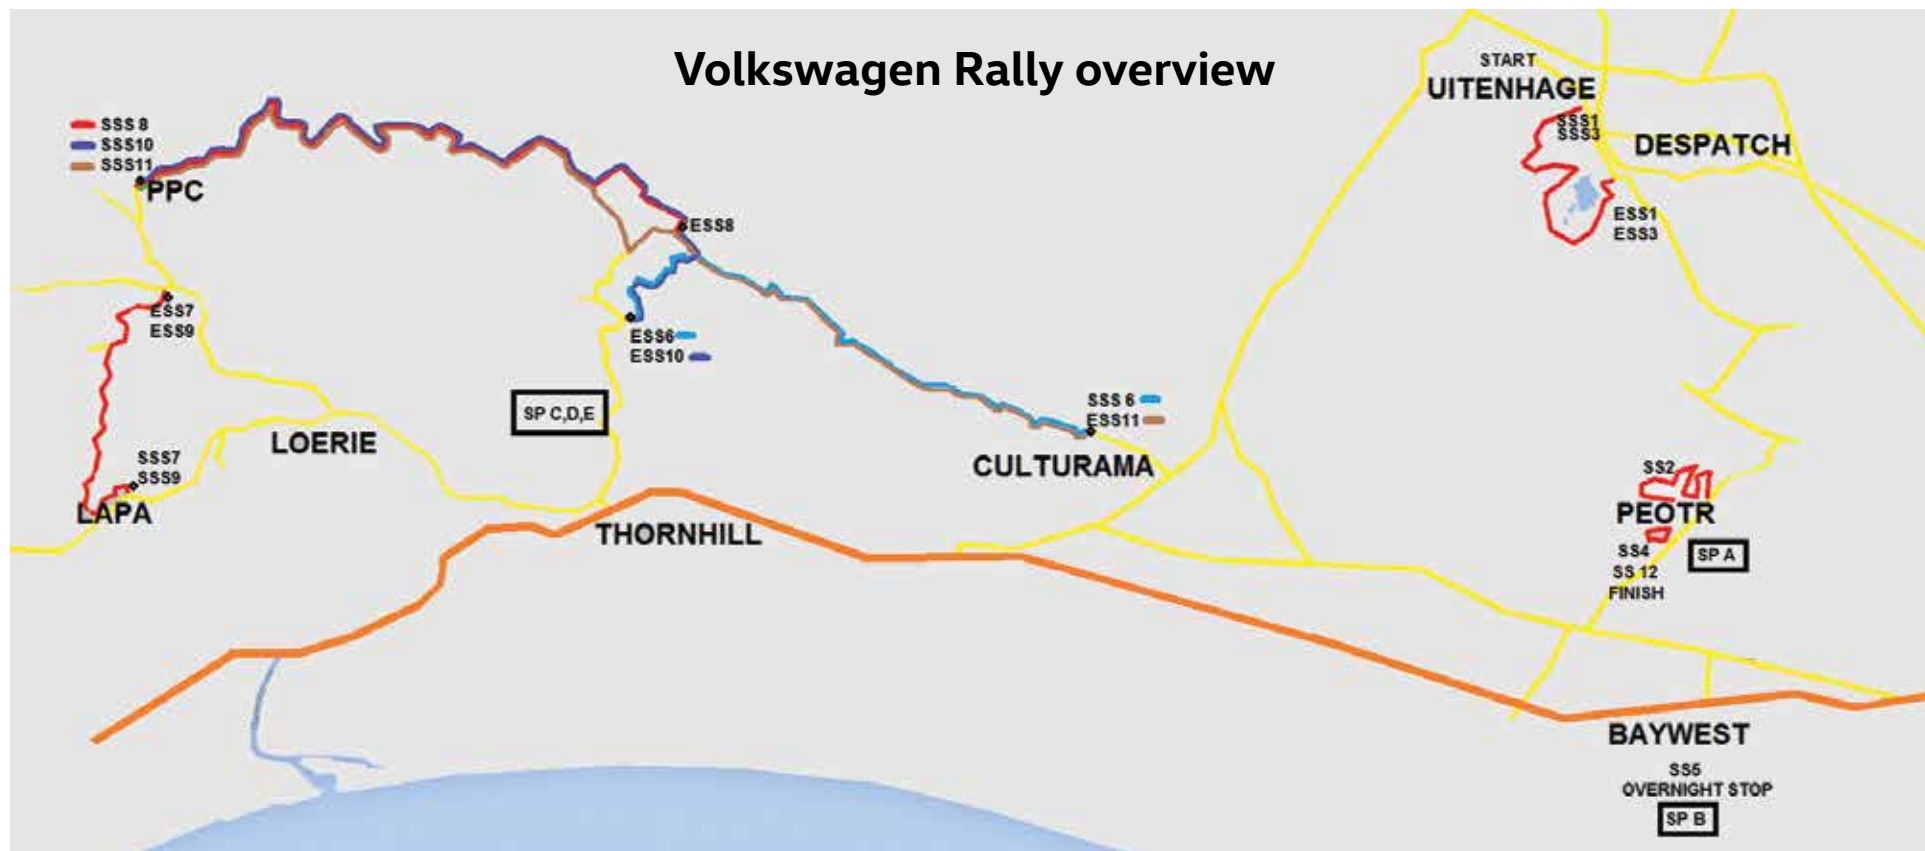 Volkswagen Rally overview
START
UITENHAGE
SSS1
SSS3
DESPATCH
ESS1
ESS3
SSS 8
SSS10
SSS11
PPC
ESS8
ESS7
ESS9
ESS6
ESS10
SP C,D,E
SSS 6
ESS11
CULTURAMA
LOERIE
SSS7
SSS9
LAPA
THORNHILL
SS2
PEOTR
SS4
SS 12
FINISH
SP A
BAYWEST
SS5
OVERNIGHT STOP
SP B